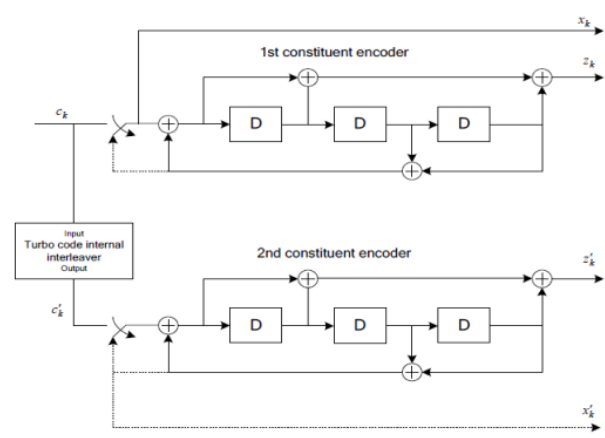 x_k
1st constituent encoder
z_k
c_k
D D D
Input
Turbo code internal
interleaver
Output
2nd constituent encoder
z'_k
c'_k
D D D
x'_k